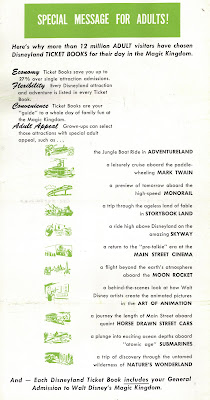 SPECIAL MESSAGE FOR ADULTS!
Here's why more than 12 million ADULT visitors have chosen
Disneyland TICKET BOOKS for their day in the Magic Kingdom.
Economy Ticket Books save you up to
27% over single attraction admissions.
Flexibility Every Disneyland attraction
and adventure is listed in every Ticket
Book.
Convenience Ticket Books are your
"guide" to a whole day of family fun at
the Magic Kingdom.
Adult Appeal Grown-ups can select
those attractions with special adult
appeal, such as . . .
the Jungle Boat Ride in ADVENTURELAND
a leisurely cruise aboard the paddle-
wheeling MARK TWAIN
a preview of tomorrow aboard the
high-speed MONORAIL
a trip through the ageless land of fable in
STORYBOOK LAND
a ride high above Disneyland on the
amazing SKYWAY
a return to the "pre-talkie" era at the
MAIN STREET CINEMA
a flight beyond the earth's atmosphere
aboard the MOON ROCKET
a behind-the-scenes look at how Walt
Disney artists create the animated pictures
in the ART OF ANIMATION
a journey the length of Main Street aboard
quaint HORSE DRAWN STREET CARS
a plunge into exciting ocean depths aboard
"atomic age" SUBMARINES
a trip of discovery through the untamed
wilderness of NATURE'S WONDERLAND
And — Each Disneyland Ticket Book includes your General
Admission to Walt Disney's Magic Kingdom.